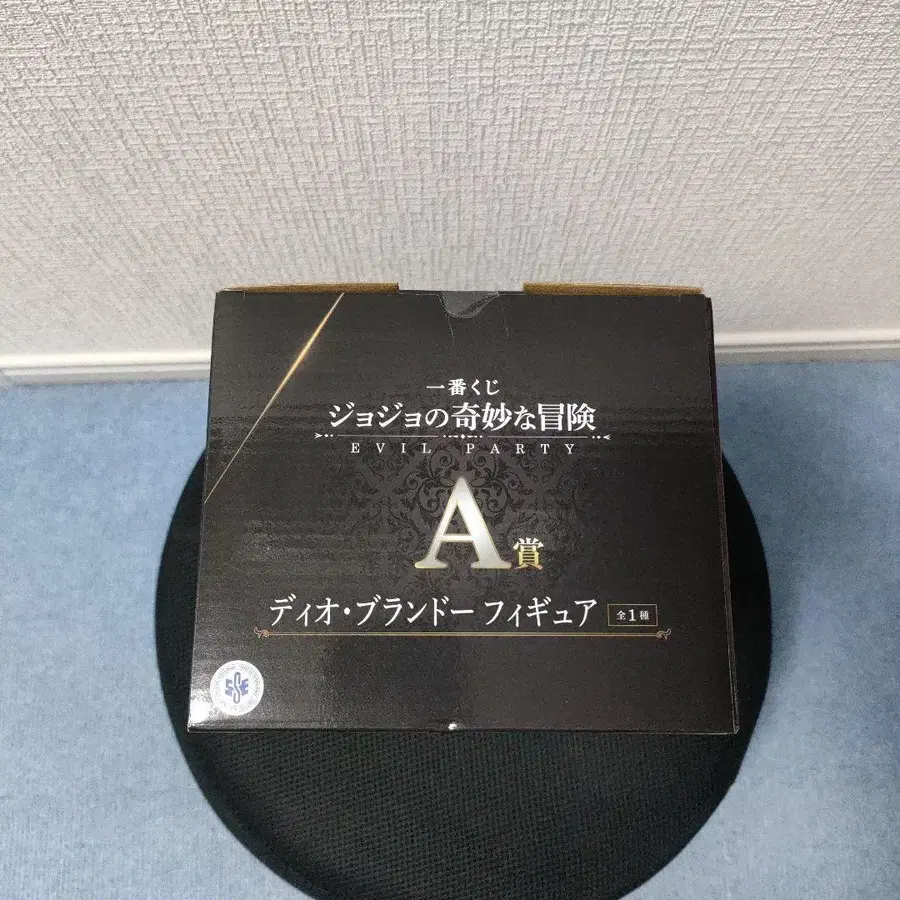 一番くじ
ジョジョの奇妙な冒険
EVIL PARTY
A賞
ディオ・ブランドー フィギュア 全1種